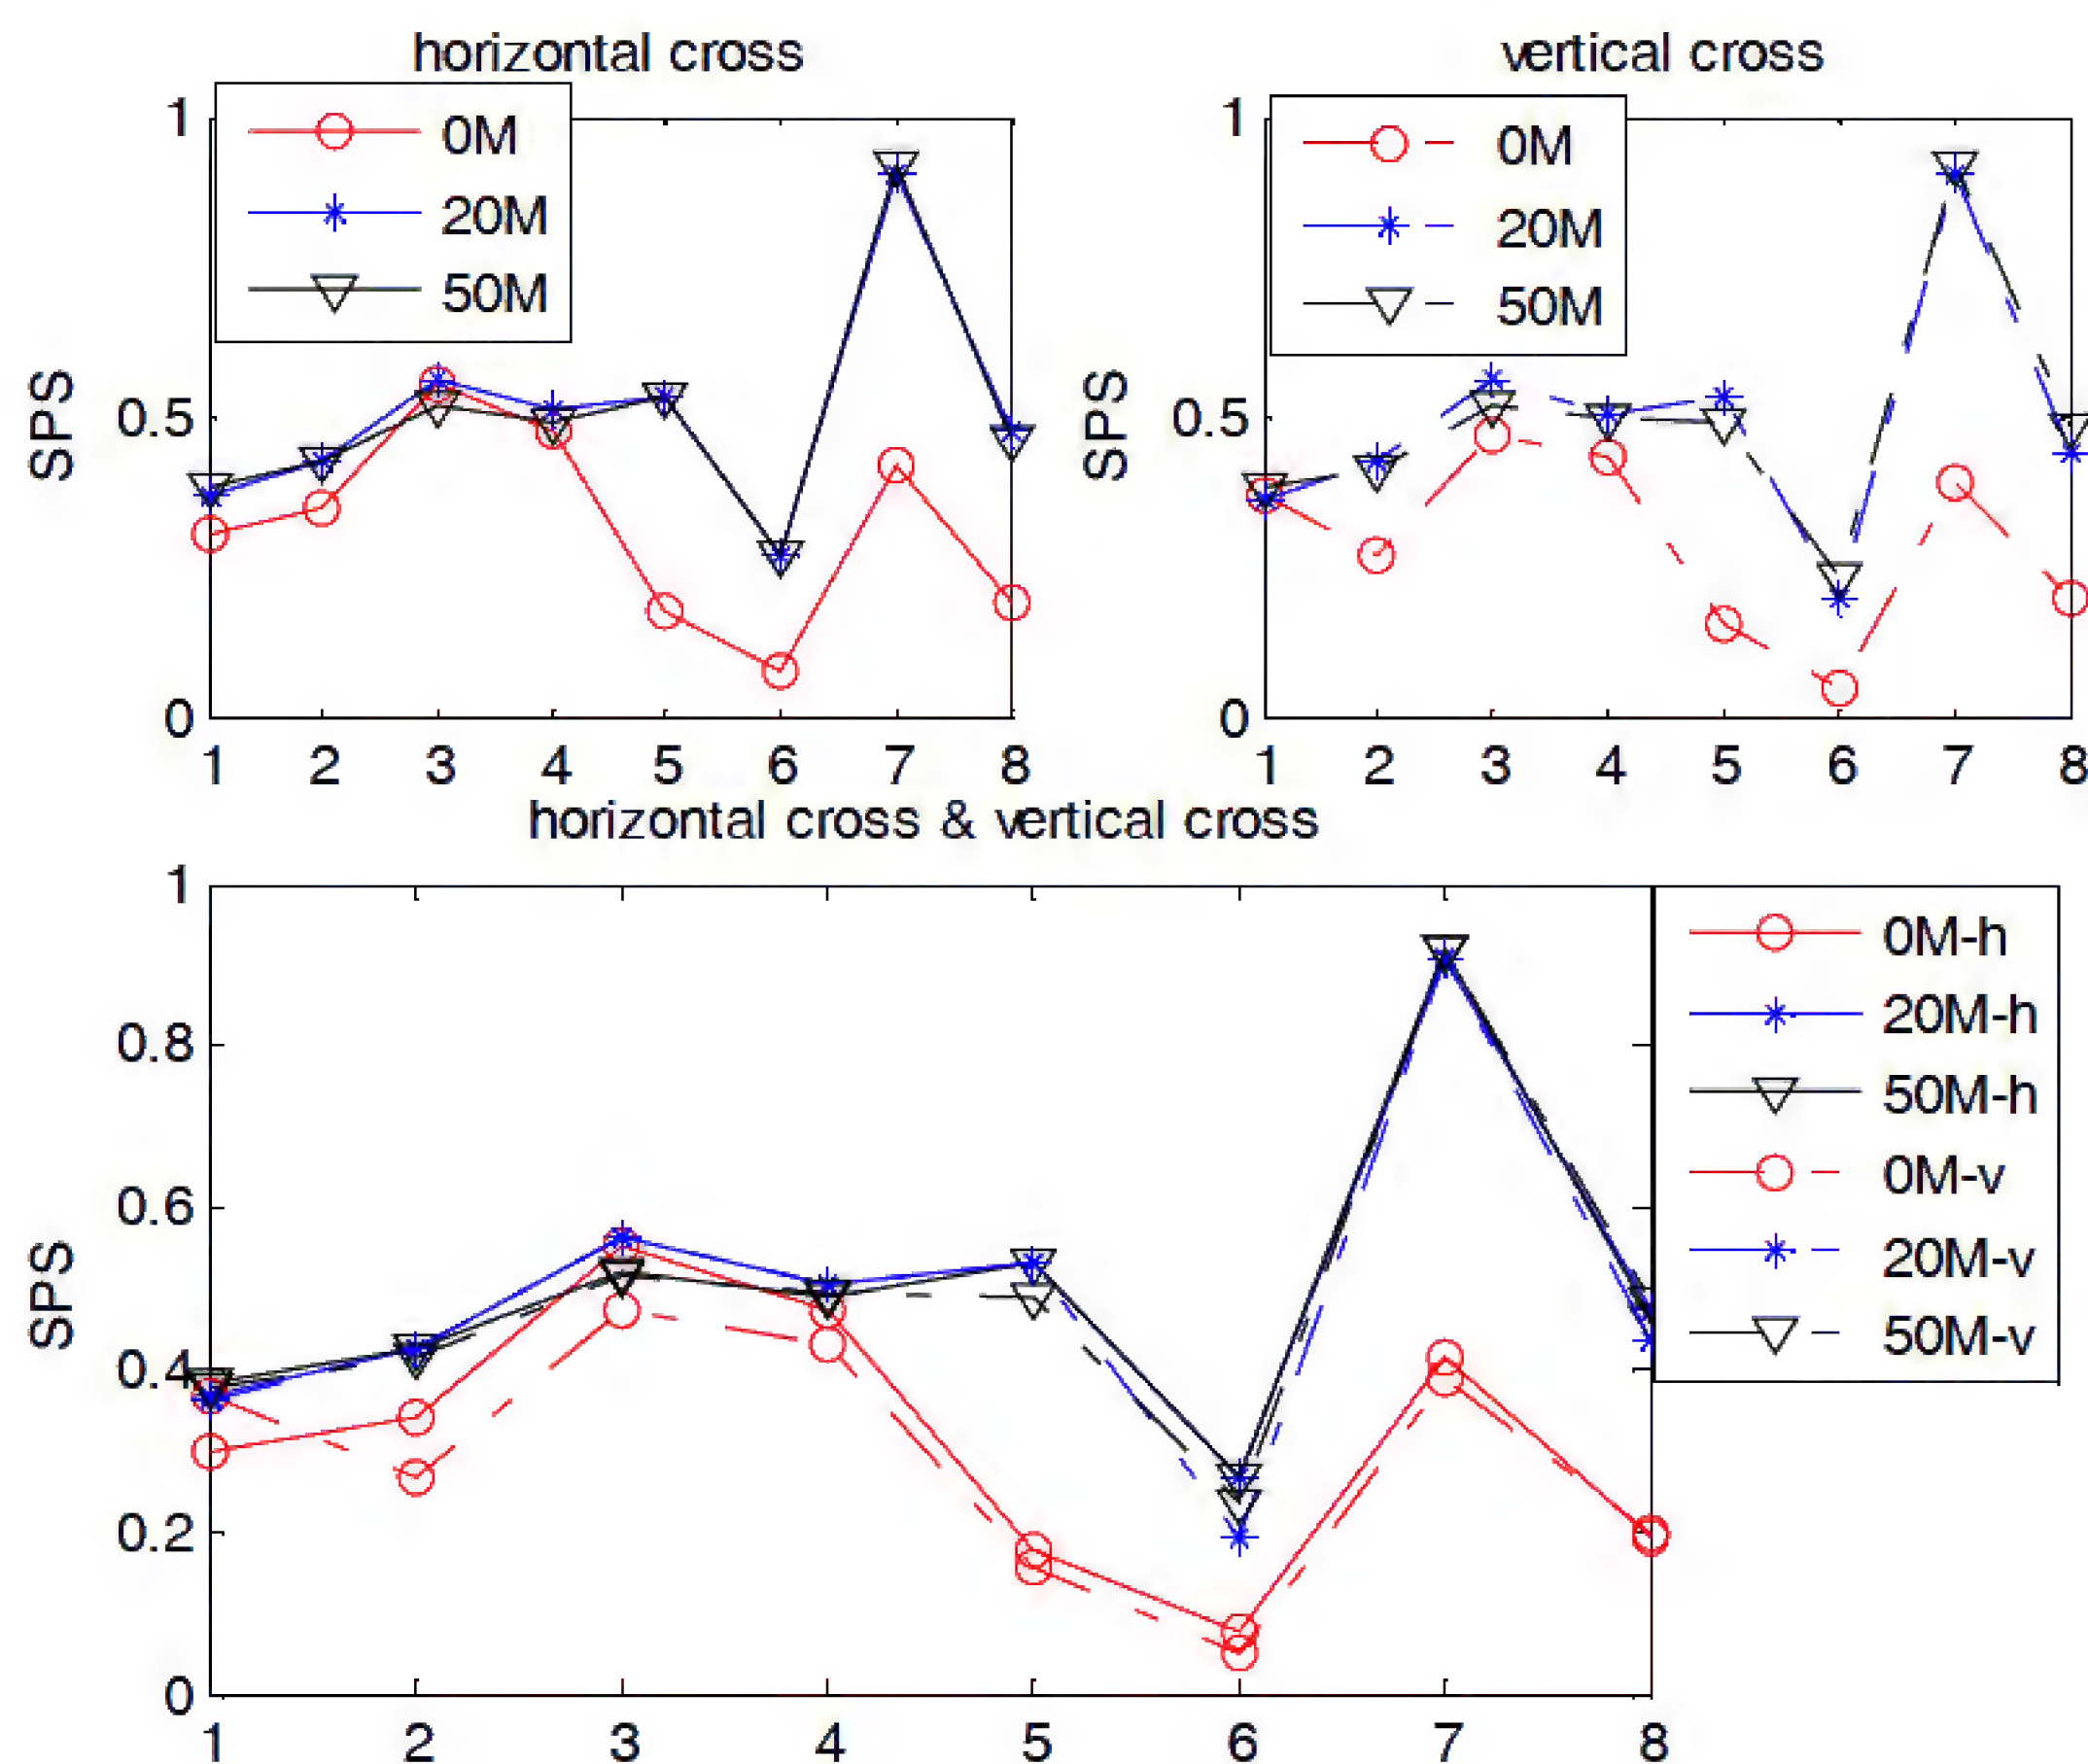 horizontal cross
1
0.5
0
SPS
0M
20M
50M
1 2 3 4 5 6 7 8
vertical cross
1
0.5
0
SPS
0M
20M
50M
1 2 3 4 5 6 7 8
horizontal cross & vertical cross
1
0.8
0.6
0.4
0.2
0
SPS
0M-h
20M-h
50M-h
0M-v
20M-v
50M-v
1 2 3 4 5 6 7 8